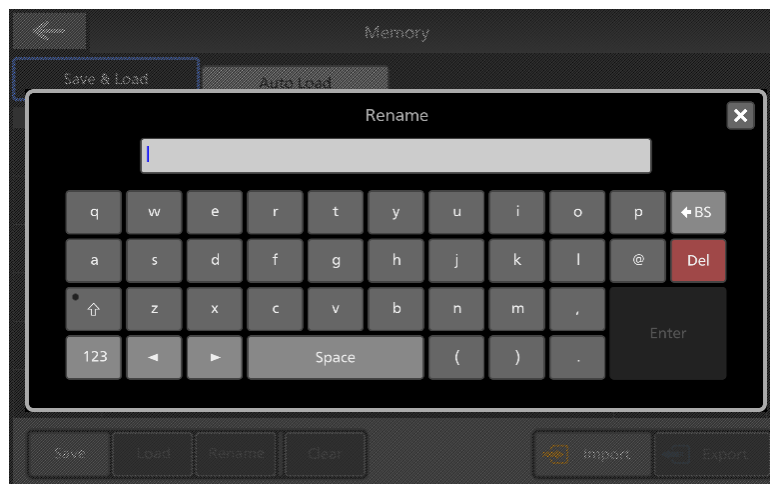 Memory
Save & Load Auto Load
Rename
q w e r t y u i o p BS
a s d f g h j k l @ Del
z x c v b n m ,
Enter
123 Space ( ) .
Save Load Rename Clear Import Export